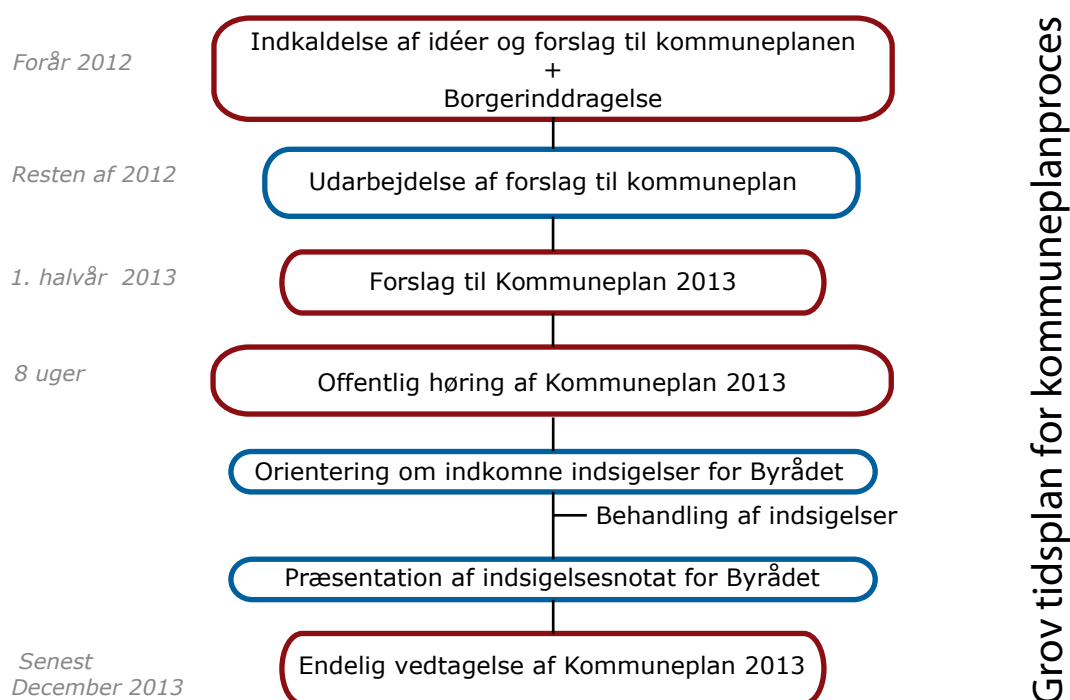 Forår 2012
Indkaldelse af idéer og forslag til kommuneplanen
+
Borgerinddragelse
Resten af 2012
Udarbejdelse af forslag til kommuneplan
1. halvår 2013
Forslag til Kommuneplan 2013
8 uger
Offentlig høring af Kommuneplan 2013
Orientering om indkomne indsigelser for Byrådet
Behandling af indsigelser
Præsentation af indsigelsesnotat for Byrådet
Senest
December 2013
Endelig vedtagelse af Kommuneplan 2013
Grov tidsplan for kommuneplanproces